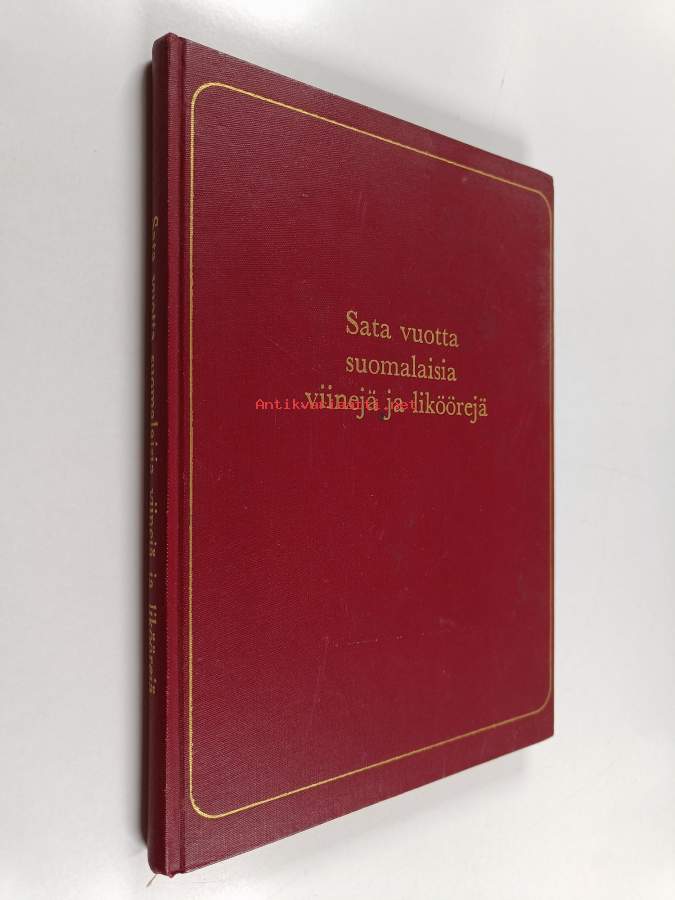 Sata vuotta
suomalaisia
viinejä ja liköörejä
Antikvariaatti.net
Sata vuotta suomalaisia viinejä ja liköörejä